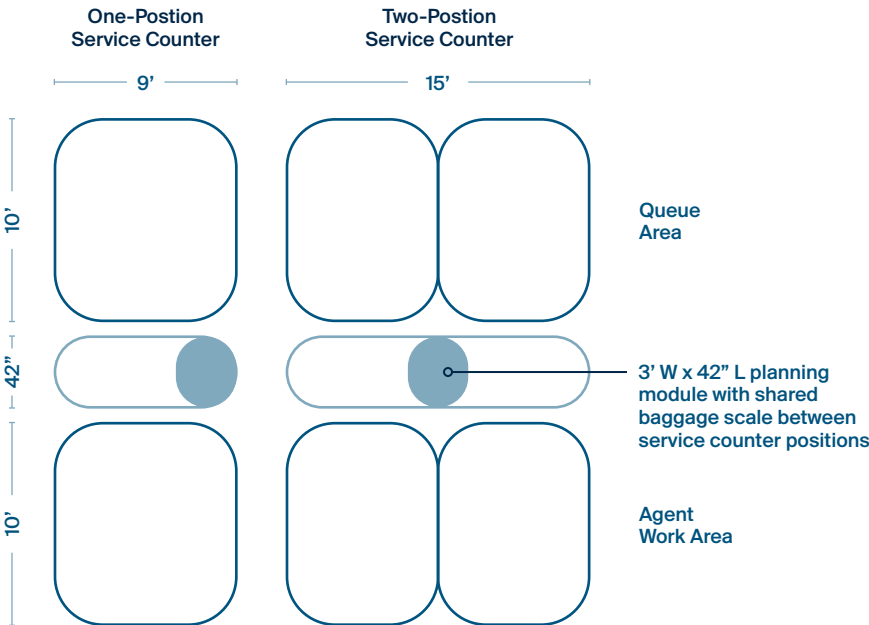 One-Postion
Service Counter
Two-Postion
Service Counter
9’
15’
10’
Queue
Area
42”
3’ W x 42” L planning
module with shared
baggage scale between
service counter positions
10’
Agent
Work Area